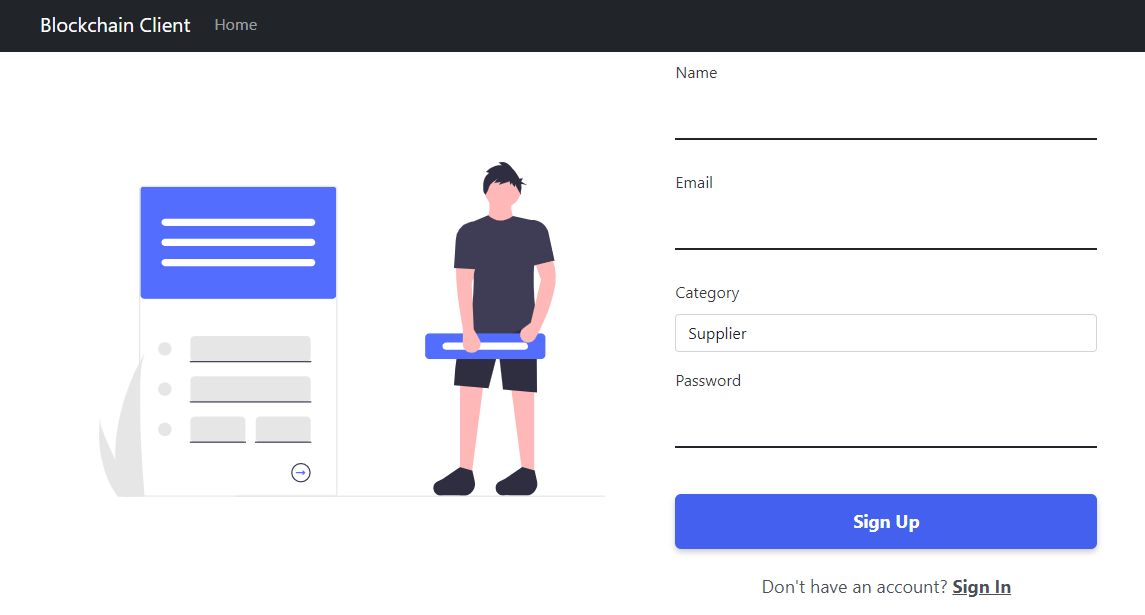 Blockchain Client Home
Name
Email
Category
Supplier
Password
Sign Up
Don't have an account? Sign In